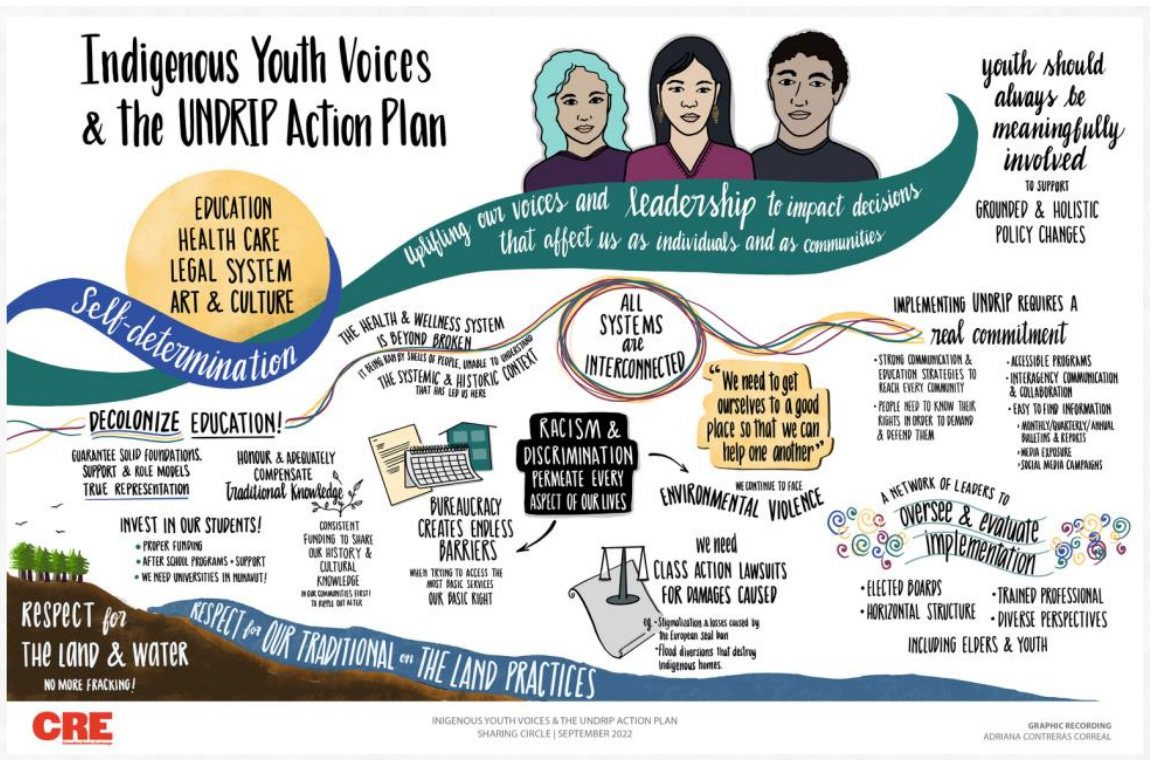 Indigenous Youth Voices
& the UNDRIP Action Plan
EDUCATION
HEALTH CARE
LEGAL SYSTEM
ART & CULTURE
Self-determination
Uplifting our voices and leadership to impact decisions
that affect us as individuals and as communities
youth should
always be
meaningfully
involved
TO SUPPORT
GROUNDED & HOLISTIC
POLICY CHANGES
THE HEALTH & WELLNESS SYSTEM
IS BEYOND BROKEN
IT BEING RAN BY SHELLS OF PEOPLE, UNABLE TO UNDERSTAND
THE SYSTEMIC & HISTORIC CONTEXT
THAT HAS LED US HERE
ALL
SYSTEMS
are
INTERCONNECTED
"We need to get
ourselves to a good
place so that we can
help one another"
IMPLEMENTING UNDRIP REQUIRES A
real commitment
• STRONG COMMUNICATION &
EDUCATION STRATEGIES TO
REACH EVERY COMMUNITY
• PEOPLE NEED TO KNOW THEIR
RIGHTS IN ORDER TO DEMAND
& DEFEND THEM
• ACCESSIBLE PROGRAMS
• INTERAGENCY COMMUNICATION
& COLLABORATION
• EASY TO FIND INFORMATION
• MONTHLY/QUARTERLY/ANNUAL
BULLETINS & REPORTS
• MEDIA EXPOSURE
• SOCIAL MEDIA CAMPAIGNS
DECOLONIZE EDUCATION!
GUARANTEE SOLID FOUNDATIONS.
SUPPORT & ROLE MODELS
TRUE REPRESENTATION
HONOUR & ADEQUATELY
COMPENSATE
Traditional Knowledge
INVEST IN OUR STUDENTS!
• PROPER FUNDING
• AFTER SCHOOL PROGRAMS + SUPPORT
• WE NEED UNIVERSITIES IN NUNAVUT!
CONSISTENT
FUNDING TO SHARE
OUR HISTORY &
CULTURAL
KNOWLEDGE
IN OUR COMMUNITIES FIRST!
TO RIPPLE OUT AFTER
BUREAUCRACY
CREATES ENDLESS
BARRIERS
WHEN TRYING TO ACCESS THE
MOST BASIC SERVICES
OUR BASIC RIGHT
RACISM &
DISCRIMINATION
PERMEATE EVERY
ASPECT OF OUR LIVES
WE CONTINUE TO FACE
ENVIRONMENTAL VIOLENCE
we need
CLASS ACTION LAWSUITS
FOR DAMAGES CAUSED
eg. • Stigmatization & losses caused by
the European seal ban
• Flood diversions that destroy
Indigenous homes.
A NETWORK OF LEADERS TO
oversee & evaluate
implementation
• ELECTED BOARDS
• HORIZONTAL STRUCTURE
• TRAINED PROFESSIONAL
• DIVERSE PERSPECTIVES
INCLUDING ELDERS & YOUTH
RESPECT for
THE LAND & WATER
NO MORE FRACKING!
RESPECT for OUR TRADITIONAL on THE LAND PRACTICES
CRE
INIGENOUS YOUTH VOICES & THE UNDRIP ACTION PLAN
SHARING CIRCLE | SEPTEMBER 2022
GRAPHIC RECORDING
ADRIANA CONTRERAS CORREAL